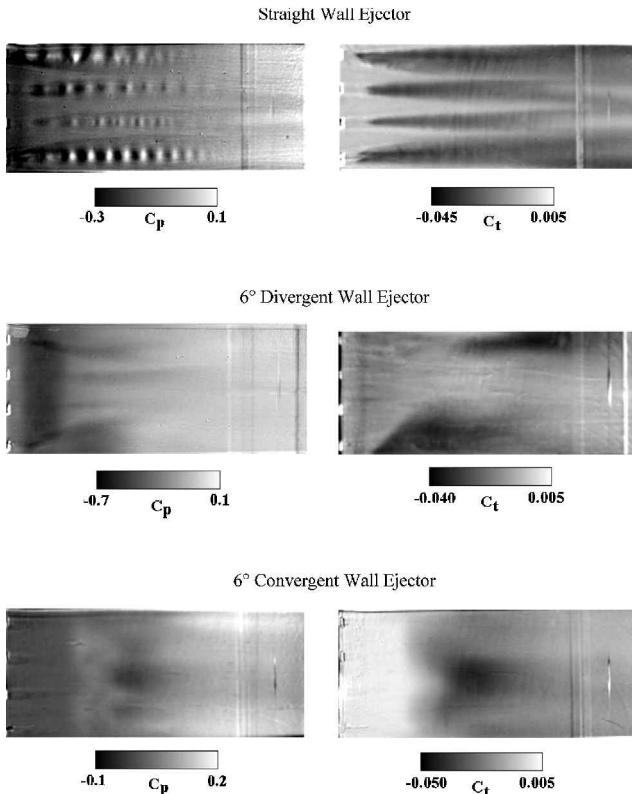 Straight Wall Ejector
-0.3 Cp 0.1
-0.045 Ct 0.005
6° Divergent Wall Ejector
-0.7 Cp 0.1
-0.040 Ct 0.005
6° Convergent Wall Ejector
-0.1 Cp 0.2
-0.050 Ct 0.005